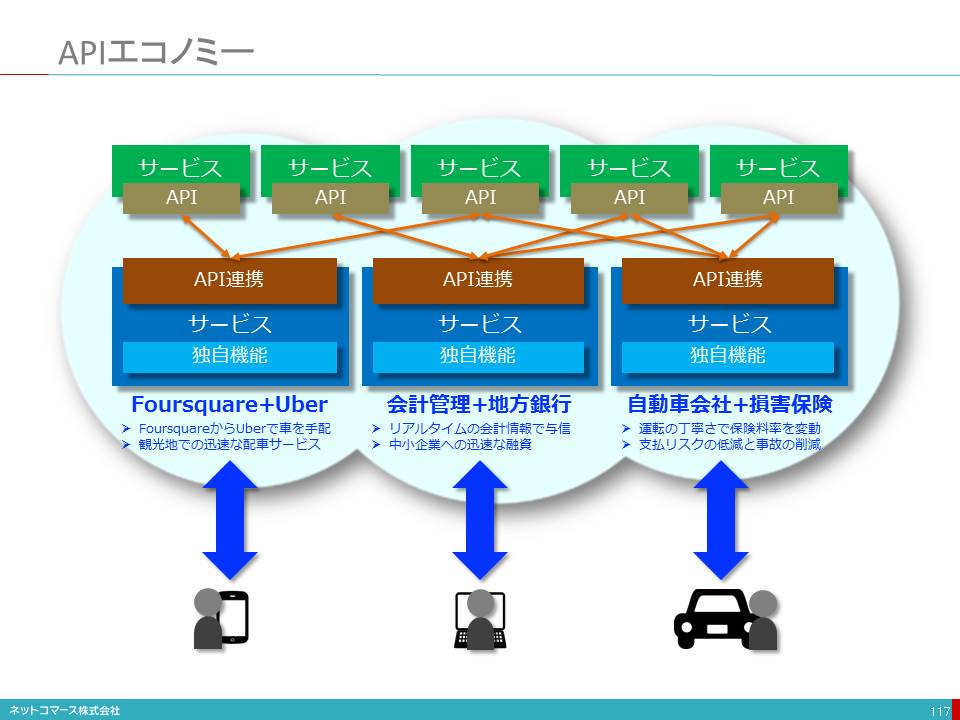 APIエコノミー
サービス サービス サービス サービス サービス
API API API API API
API連携 API連携 API連携
サービス サービス サービス
独自機能 独自機能 独自機能
Foursquare+Uber
➢ FoursquareからUberで車を手配
➢ 観光地での迅速な配車サービス
会計管理+地方銀行
➢ リアルタイムの会計情報で与信
➢ 中小企業への迅速な融資
自動車会社+損害保険
➢ 運転の丁寧さで保険料率を変動
➢ 支払リスクの低減と事故の削減
ネットコマース株式会社
117